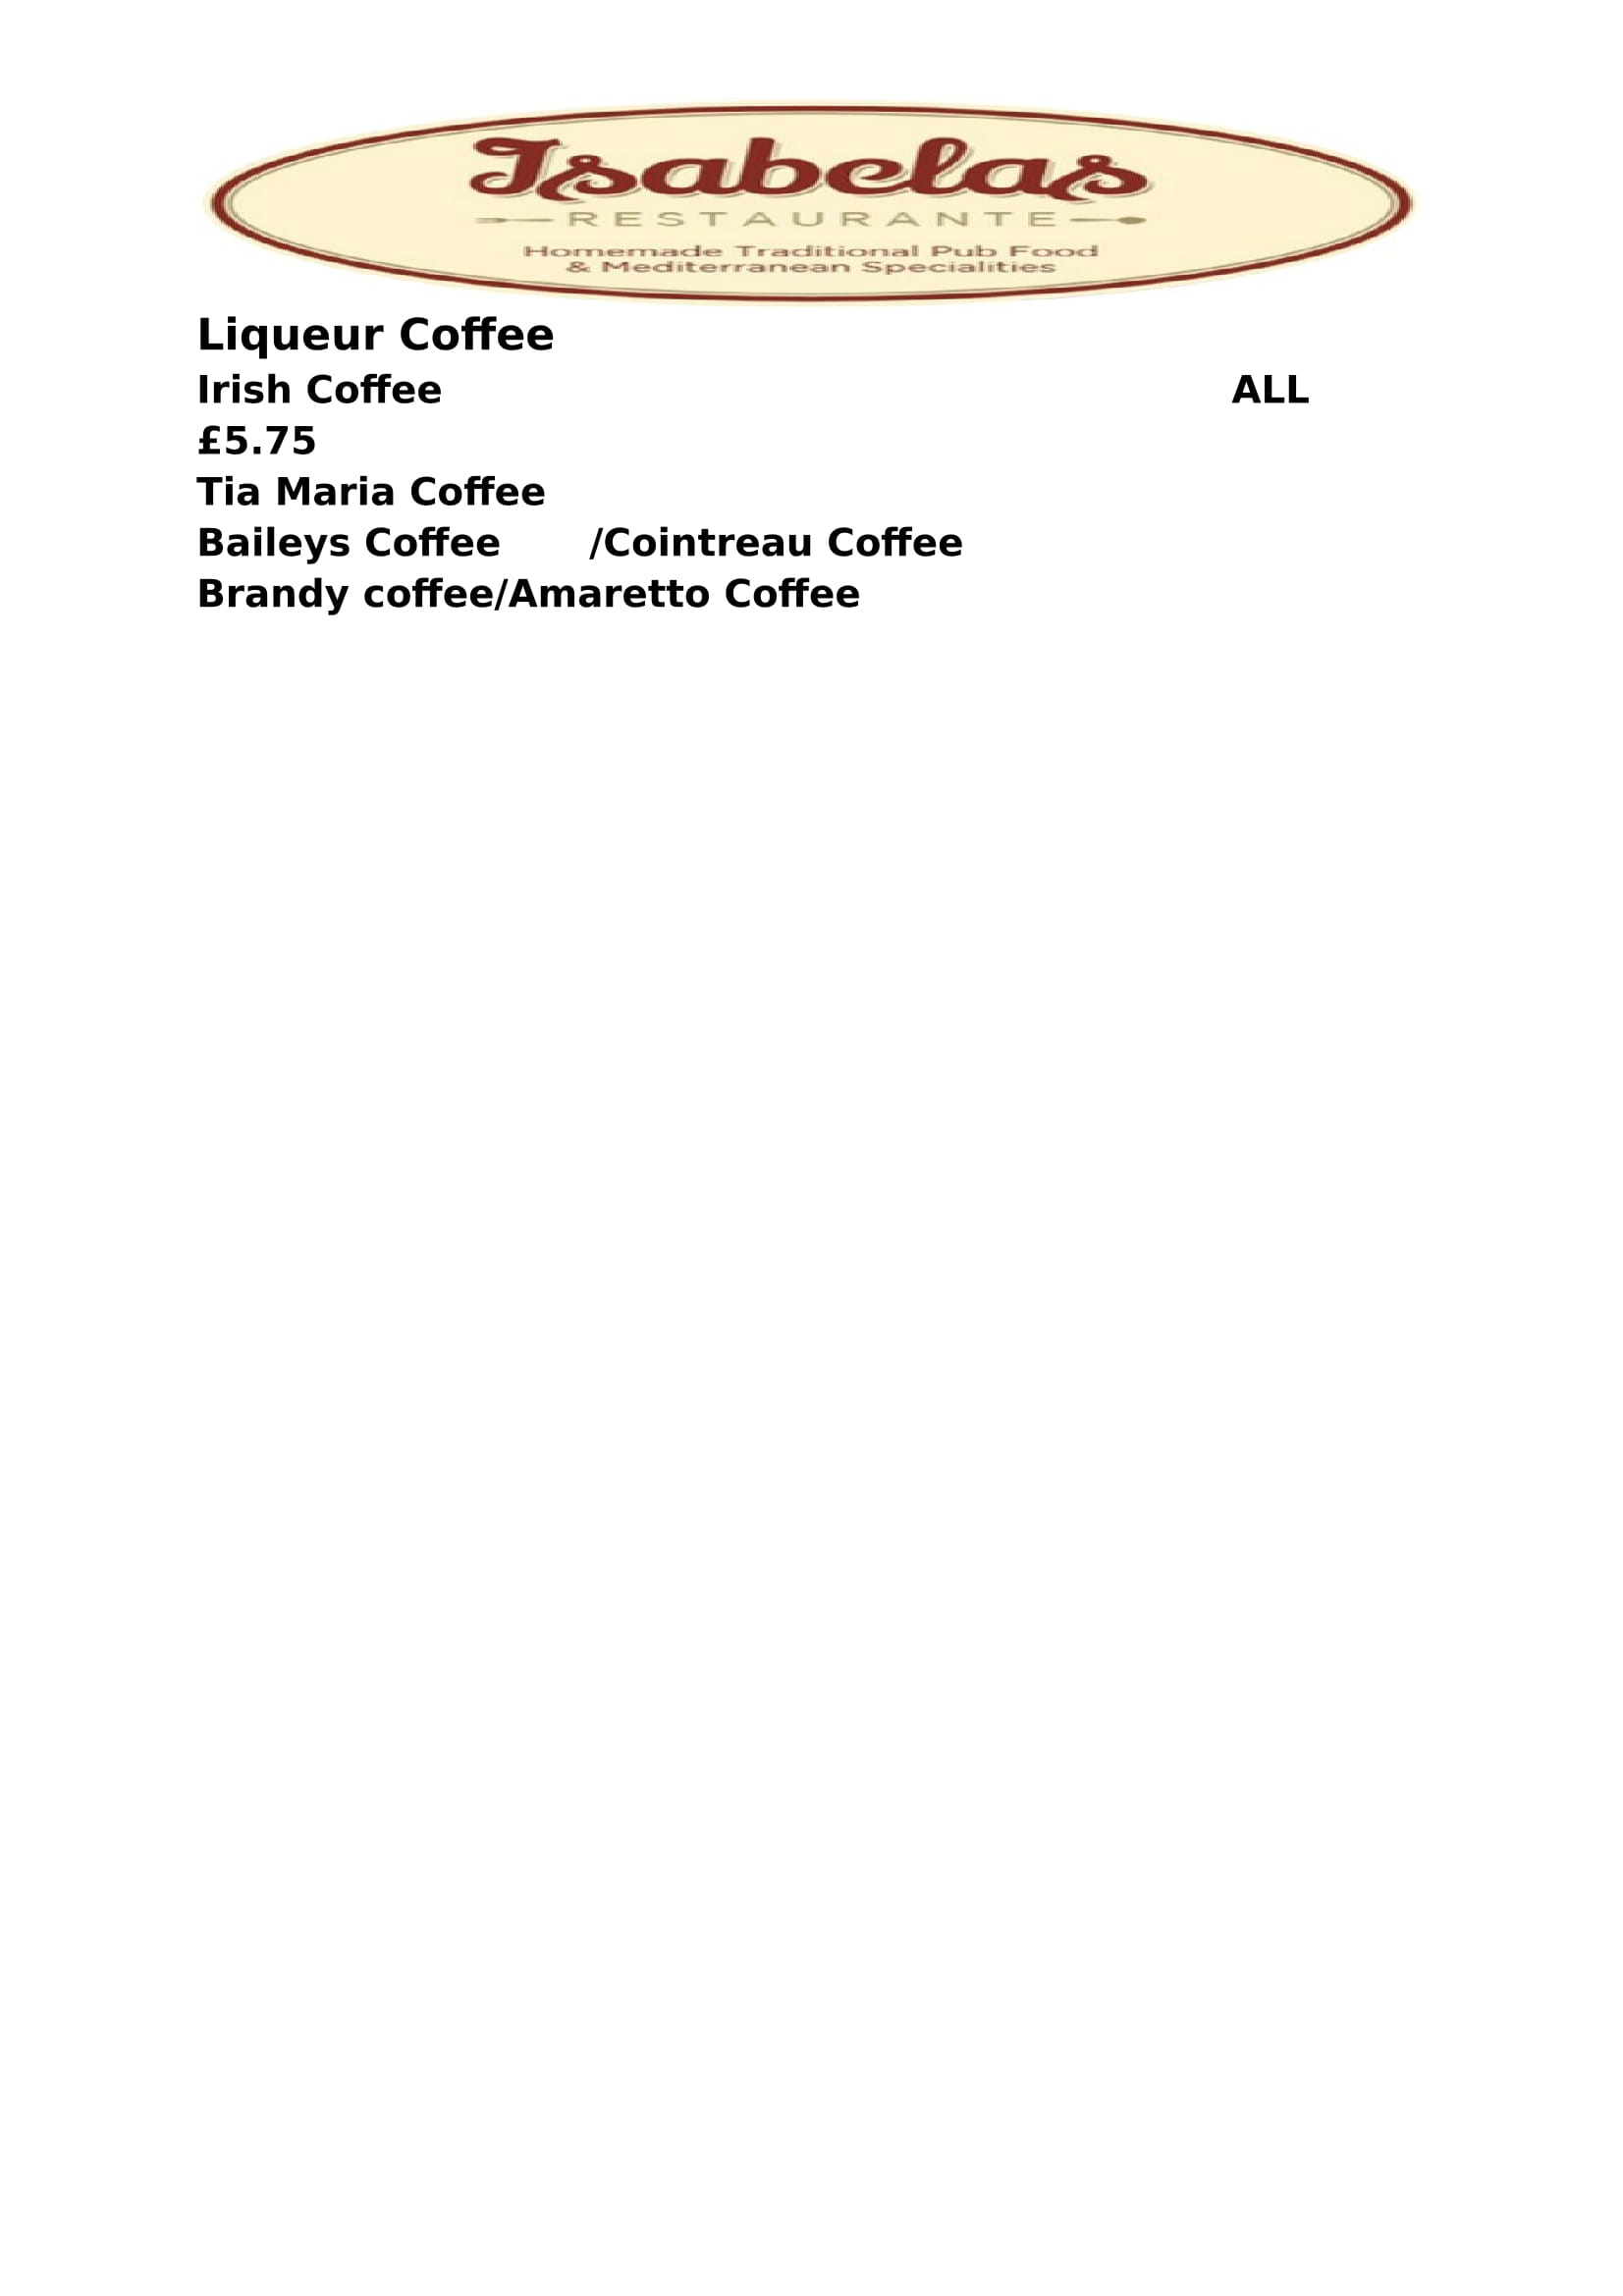 Isabelas
RESTAURANTE
Homemade Traditional Pub Food
& Mediterranean Specialities
Liqueur Coffee
Irish Coffee ALL
£5.75
Tia Maria Coffee
Baileys Coffee /Cointreau Coffee
Brandy coffee/Amaretto Coffee